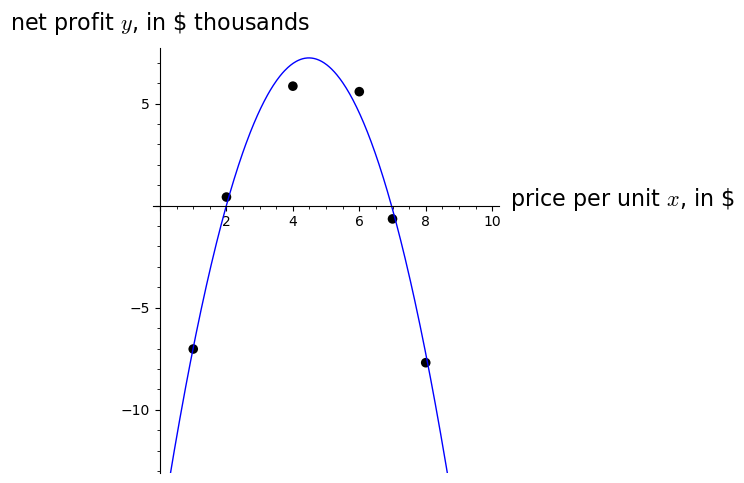 net profit y, in $ thousands
5
price per unit x, in $
2 4 6 8 10
−5
−10